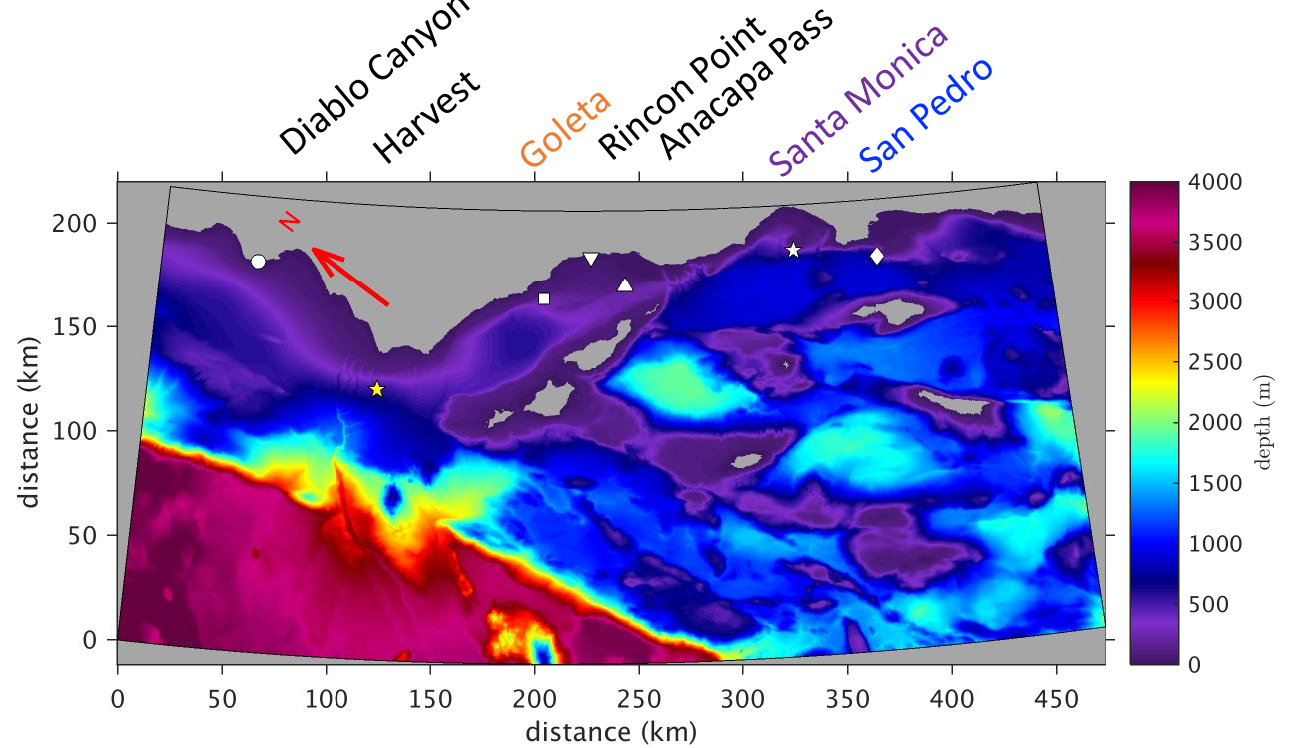 Diablo Canyon
Harvest
Goleta
Rincon Point
Anacapa Pass
Santa Monica
San Pedro
N
200
150
100
50
0
distance (km)
0 50 100 150 200 250 300 350 400 450
distance (km)
4000
3500
3000
2500
2000
1500
1000
500
0
depth (m)